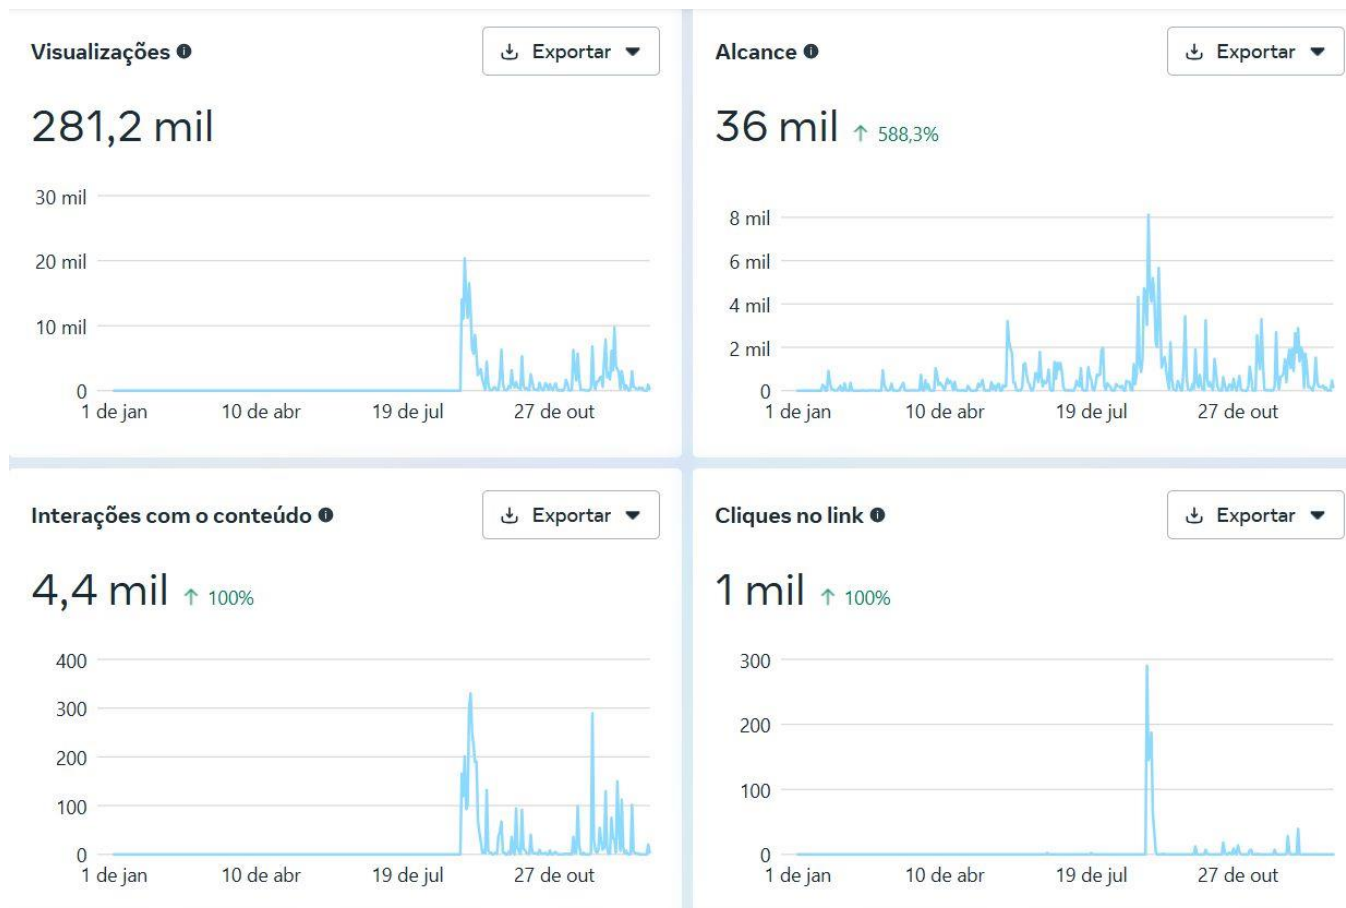 Visualizações
Exportar
281,2 mil
30 mil
20 mil
10 mil
0
1 de jan
10 de abr
19 de jul
27 de out
Alcance
Exportar
36 mil ↑ 588,3%
8 mil
6 mil
4 mil
2 mil
0
1 de jan
10 de abr
19 de jul
27 de out
Interações com o conteúdo
Exportar
4,4 mil ↑ 100%
400
300
200
100
0
1 de jan
10 de abr
19 de jul
27 de out
Cliques no link
Exportar
1 mil ↑ 100%
300
200
100
0
1 de jan
10 de abr
19 de jul
27 de out